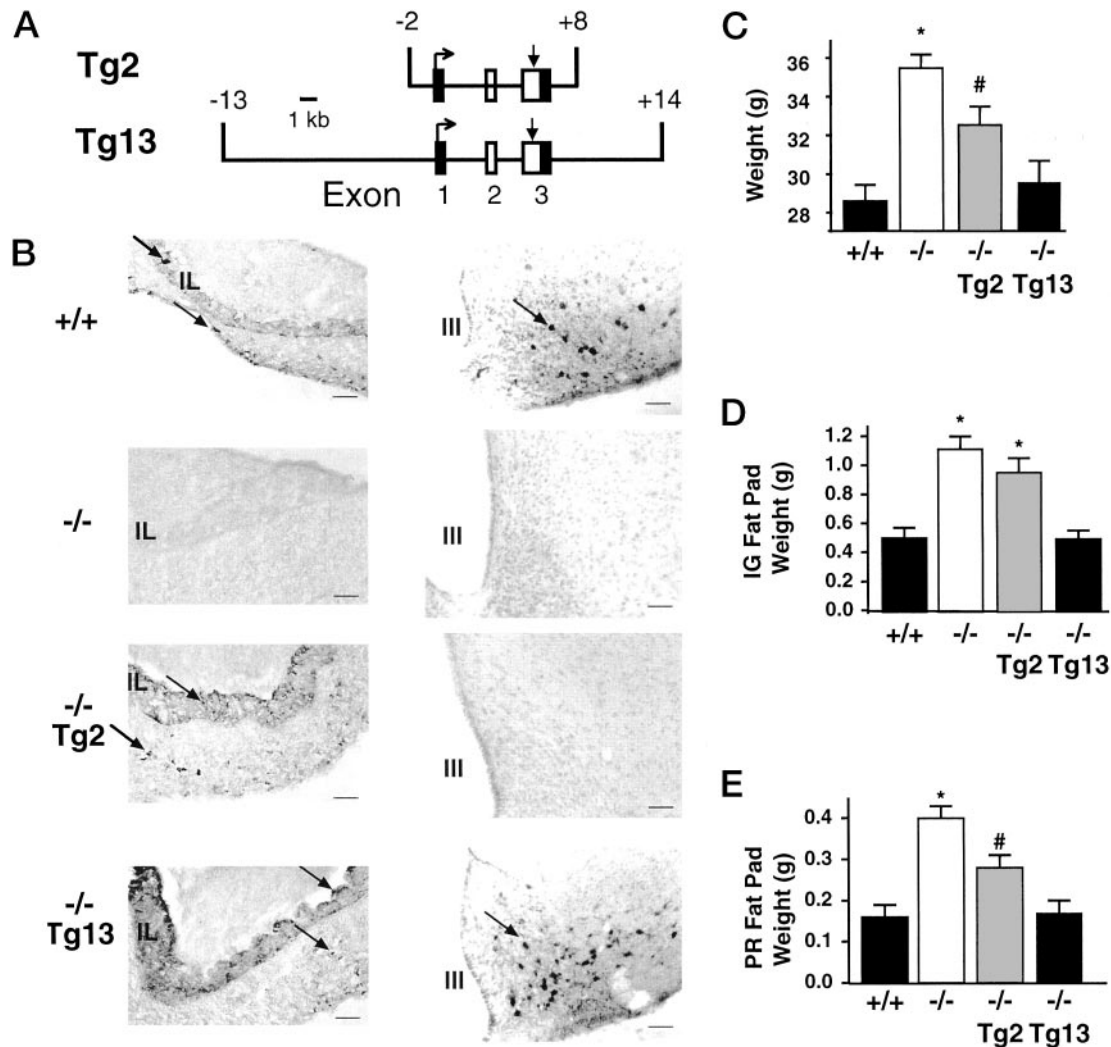 A
-2
+8
Tg2
-13
1 kb
+14
Tg13
Exon 1 2 3
B
+/+
IL
III
-/-
IL
III
-/-
Tg2
IL
III
-/-
Tg13
IL
III
C
Weight (g)
36
34
32
30
28
*
#
+/+ -/- -/- -/-
Tg2 Tg13
D
IG Fat Pad
Weight (g)
1.2
1.0
0.8
0.6
0.4
0.2
0.0
*
*
+/+ -/- -/- -/-
Tg2 Tg13
E
PR Fat Pad
Weight (g)
0.4
0.3
0.2
0.1
0.0
*
#
+/+ -/- -/- -/-
Tg2 Tg13